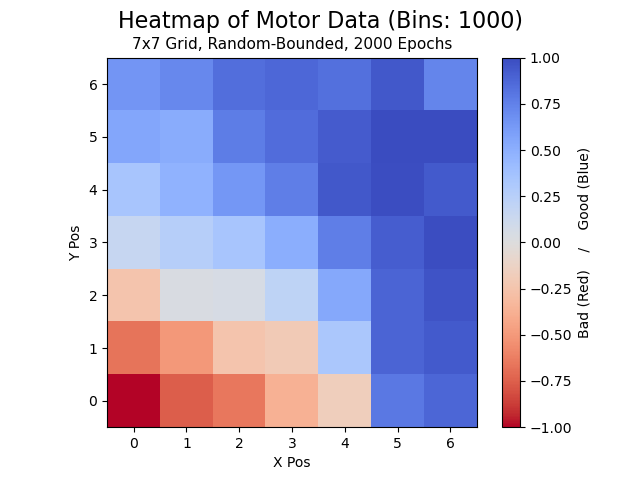 Heatmap of Motor Data (Bins: 1000)
7x7 Grid, Random-Bounded, 2000 Epochs
6
5
4
3
2
1
0
Y Pos
0 1 2 3 4 5 6
X Pos
1.00
0.75
0.50
0.25
0.00
−0.25
−0.50
−0.75
−1.00
Bad (Red) / Good (Blue)